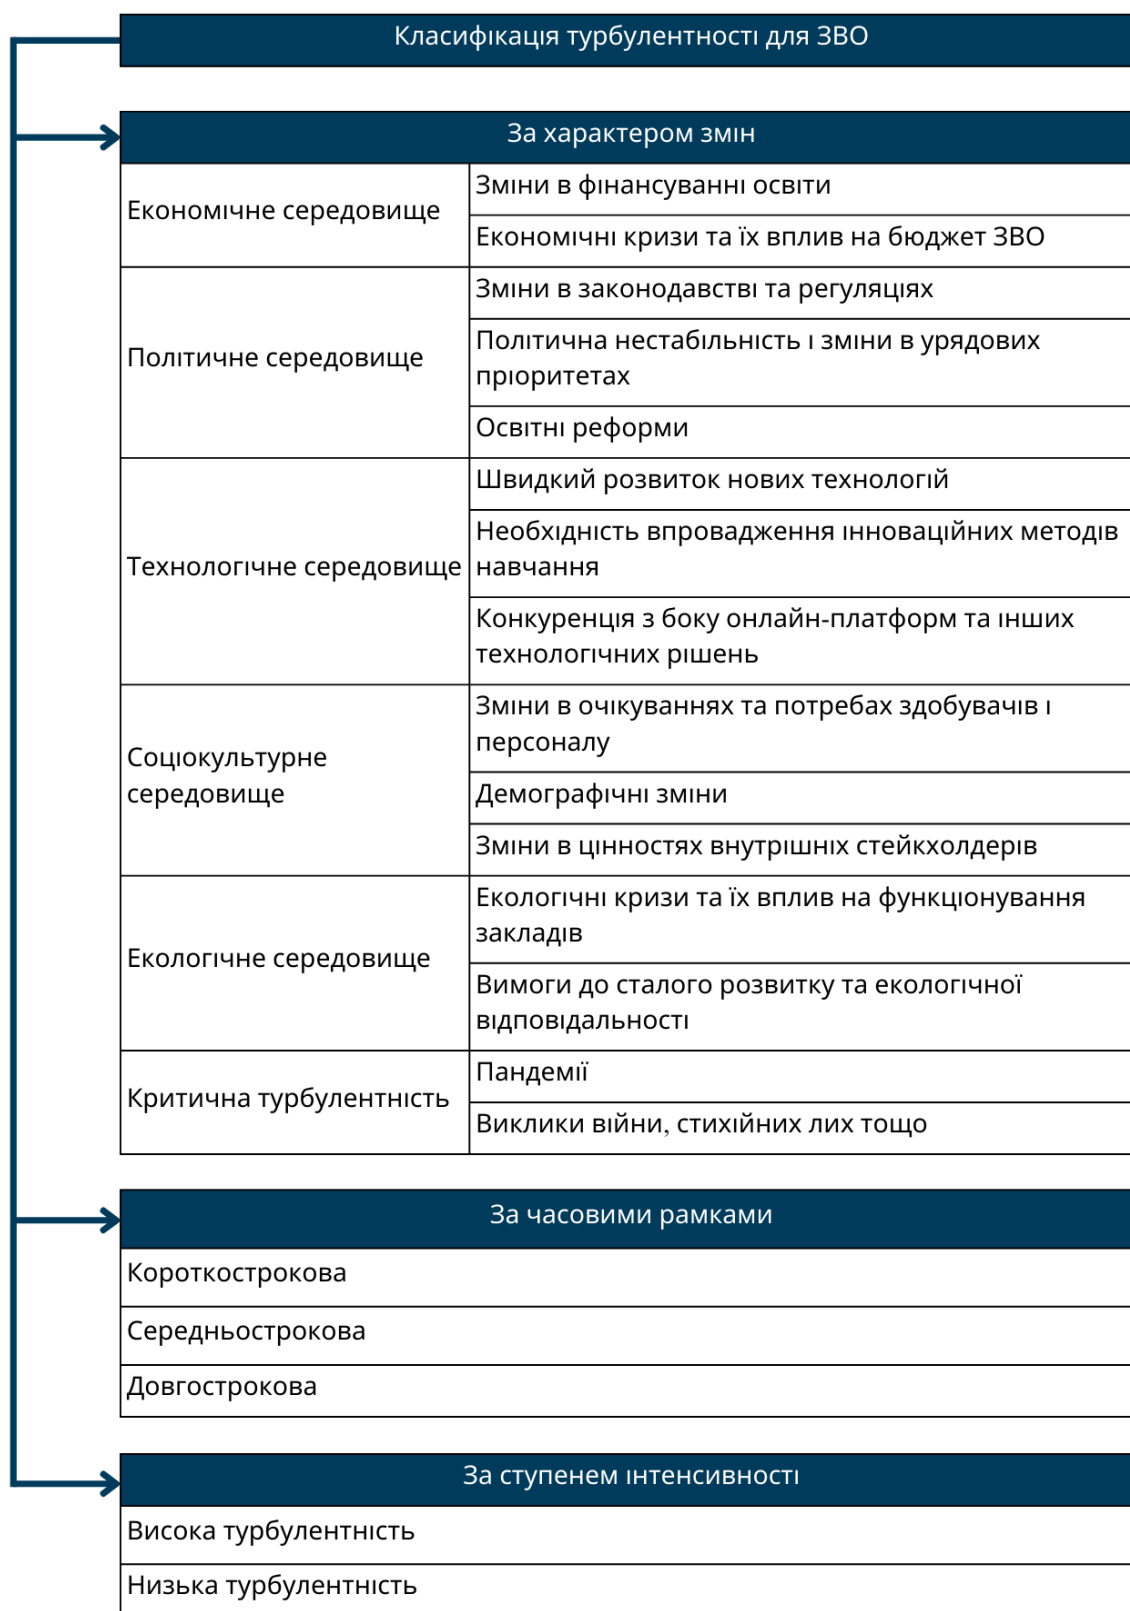 Класифікація турбулентності для ЗВО
За характером змін
Економічне середовище
Зміни в фінансуванні освіти
Економічні кризи та їх вплив на бюджет ЗВО
Політичне середовище
Зміни в законодавстві та регуляціях
Політична нестабільність і зміни в урядових
пріоритетах
Освітні реформи
Технологічне середовище
Швидкий розвиток нових технологій
Необхідність впровадження інноваційних методів
навчання
Конкуренція з боку онлайн-платформ та інших
технологічних рішень
Соціокультурне
середовище
Зміни в очікуваннях та потребах здобувачів і
персоналу
Демографічні зміни
Зміни в цінностях внутрішніх стейкхолдерів
Екологічне середовище
Екологічні кризи та їх вплив на функціонування
закладів
Вимоги до сталого розвитку та екологічної
відповідальності
Критична турбулентність
Пандемії
Виклики війни, стихійних лих тощо
За часовими рамками
Короткострокова
Середньострокова
Довгострокова
За ступенем інтенсивності
Висока турбулентність
Низька турбулентність